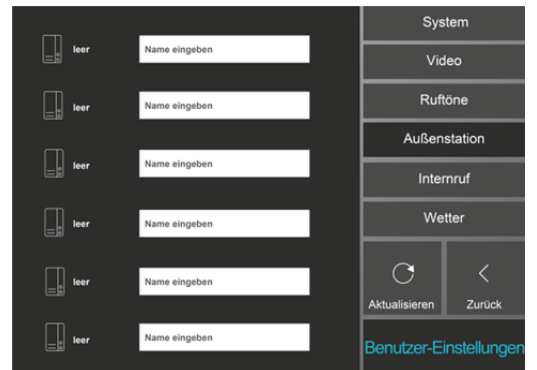 leer Name eingeben
leer Name eingeben
leer Name eingeben
leer Name eingeben
leer Name eingeben
leer Name eingeben
System
Video
Ruftöne
Außenstation
Internruf
Wetter
Aktualisieren Zurück
Benutzer-Einstellungen